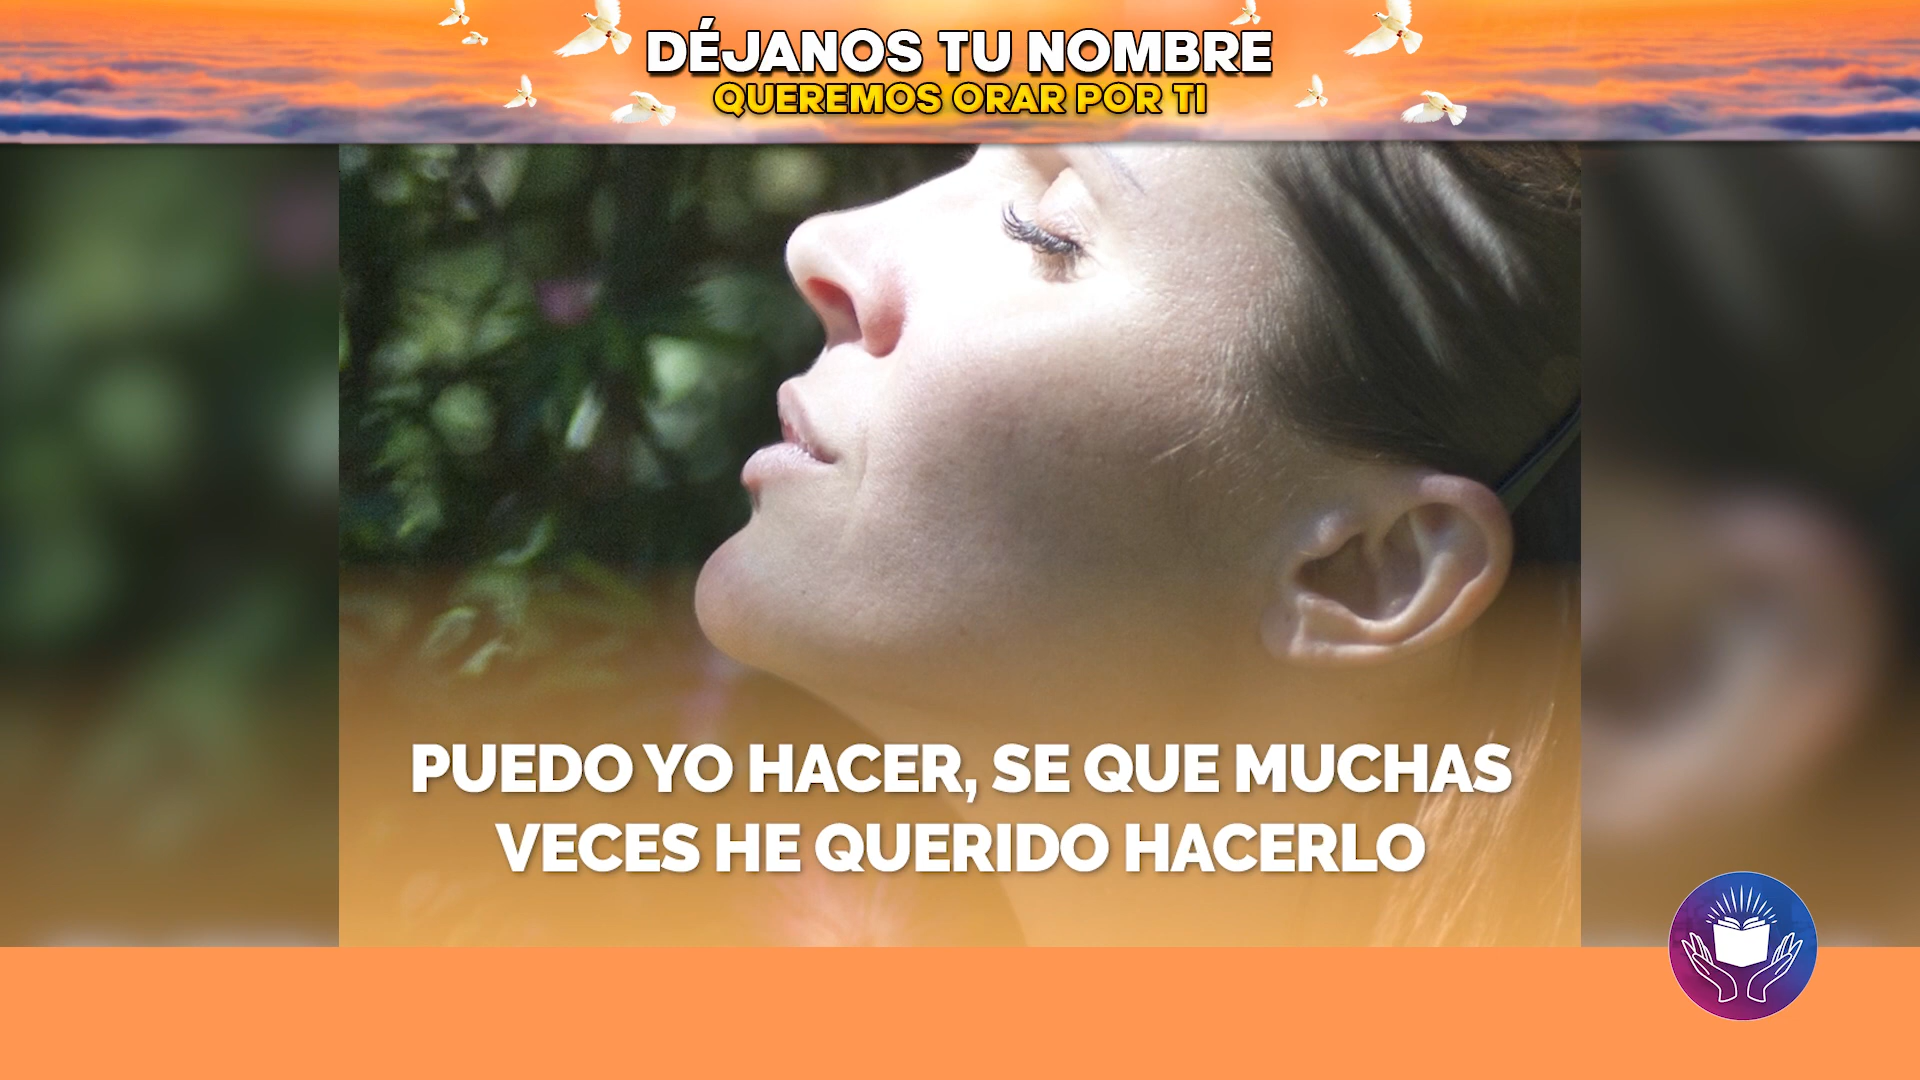 DÉJANOS TU NOMBRE
QUEREMOS ORAR POR TI
PUEDO YO HACER, SE QUE MUCHAS
VECES HE QUERIDO HACERLO